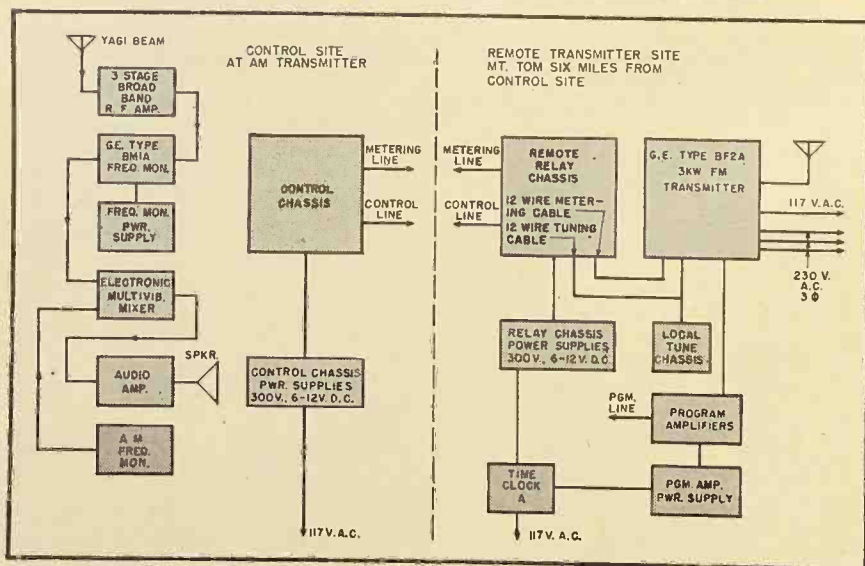 YAGI BEAM
3 STAGE
BROAD
BAND
R. F. AMP.
G.E. TYPE
BM1A
FREQ. MON.
FREQ. MON.
PWR.
SUPPLY
ELECTRONIC
MULTIVIB.
MIXER
AUDIO
AMP.
SPKR.
A M
FREQ.
MON.
CONTROL SITE
AT AM TRANSMITTER
CONTROL
CHASSIS
METERING
LINE
CONTROL
LINE
CONTROL CHASSIS
PWR. SUPPLIES
300V., 6-12V. D.C.
117V. A.C.
REMOTE TRANSMITTER SITE
MT. TOM SIX MILES FROM
CONTROL SITE
METERING
LINE
CONTROL
LINE
REMOTE
RELAY
CHASSIS
12 WIRE METER-
ING CABLE
12 WIRE TUNING
CABLE
G.E. TYPE BF2A
3KW FM
TRANSMITTER
117 V. A.C.
230 V.
A.C.
3 Φ
RELAY CHASSIS
POWER SUPPLIES
300V., 6-12V. D.C.
LOCAL
TUNE
CHASSIS
PGM.
LINE
PROGRAM
AMPLIFIERS
TIME
CLOCK
A
PGM. AMP.
PWR. SUPPLY
117V. A.C.